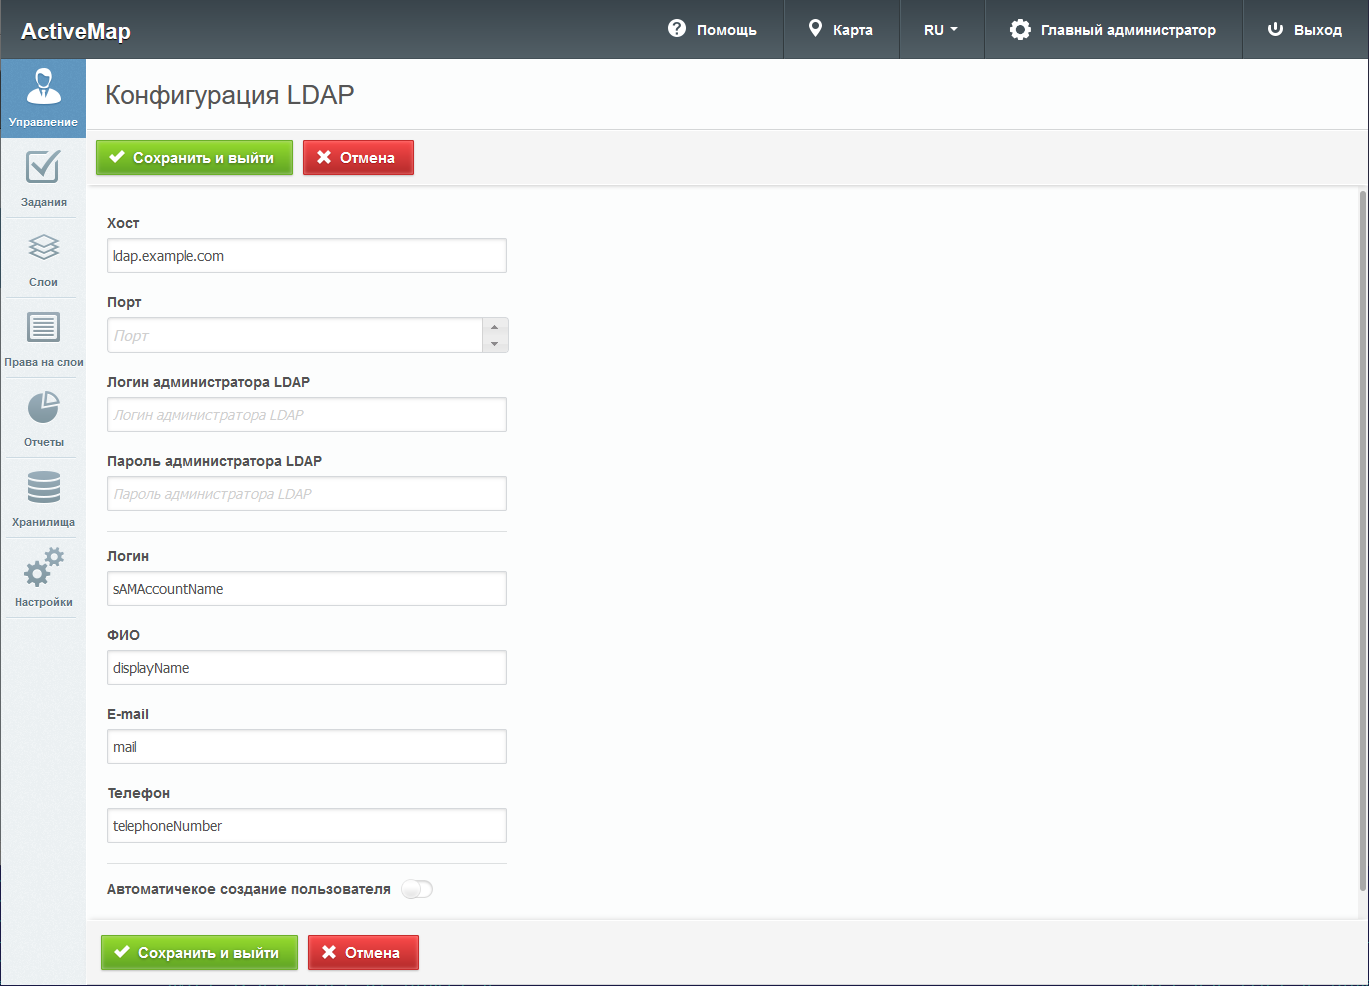 ActiveMap
Помощь
Карта
RU
Главный администратор
Выход
Управление
Задания
Слои
Права на слои
Отчеты
Хранилища
Настройки
Конфигурация LDAP
Сохранить и выйти
Отмена
Хост
ldap.example.com
Порт
Порт
Логин администратора LDAP
Логин администратора LDAP
Пароль администратора LDAP
Пароль администратора LDAP
Логин
sAMAccountName
ФИО
displayName
E-mail
mail
Телефон
telephoneNumber
Автоматичекое создание пользователя
Сохранить и выйти
Отмена